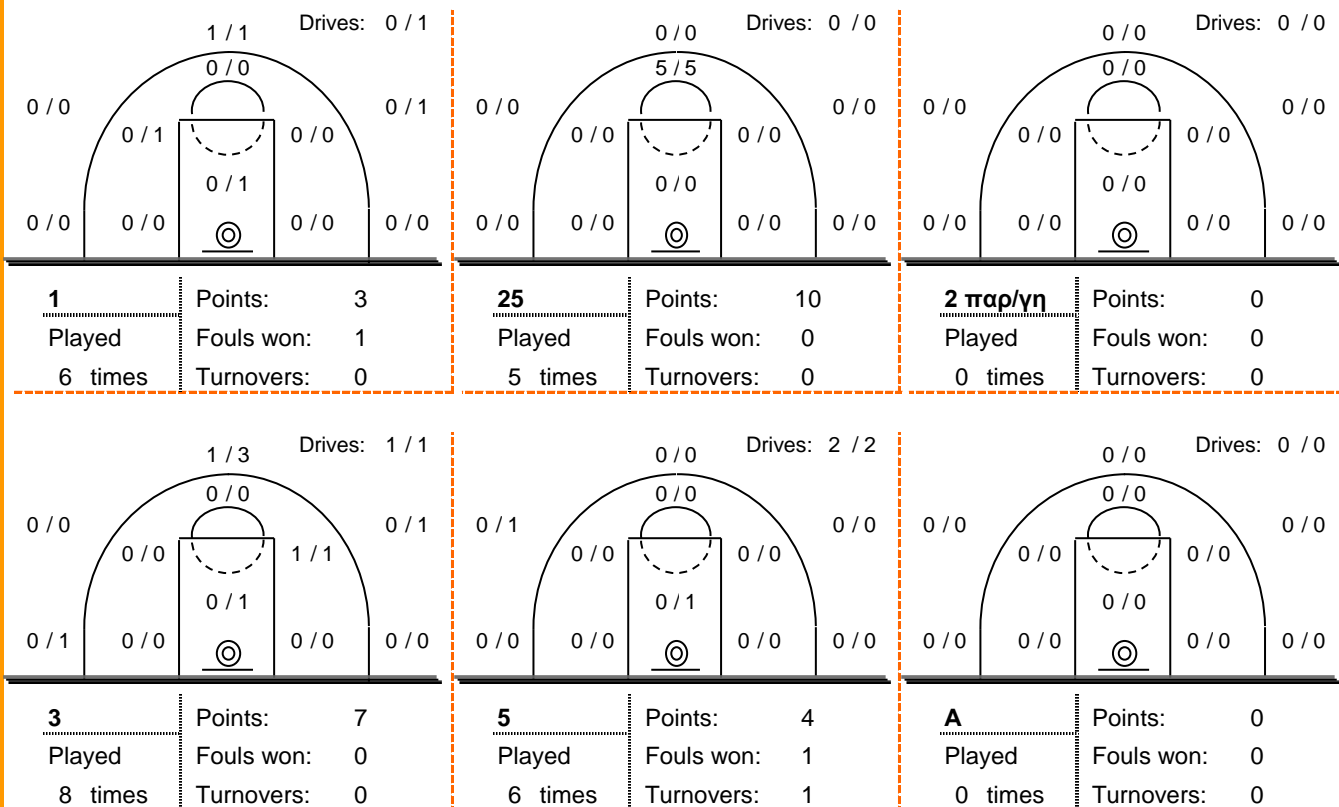 Drives: 0 / 1
1 / 1
0 / 0
0 / 0
0 / 1
0 / 1
0 / 0
0 / 1
0 / 0
0 / 0
0 / 0
0 / 0
1
Points: 3
Played
Fouls won: 1
6 times
Turnovers: 0
Drives: 0 / 0
0 / 0
5 / 5
0 / 0
0 / 0
0 / 0
0 / 0
0 / 0
0 / 0
0 / 0
0 / 0
0 / 0
25
Points: 10
Played
Fouls won: 0
5 times
Turnovers: 0
Drives: 0 / 0
0 / 0
0 / 0
0 / 0
0 / 0
0 / 0
0 / 0
0 / 0
0 / 0
0 / 0
0 / 0
0 / 0
2 παρ/γη
Points: 0
Played
Fouls won: 0
0 times
Turnovers: 0
Drives: 1 / 1
1 / 3
0 / 0
0 / 0
0 / 1
0 / 0
1 / 1
0 / 1
0 / 1
0 / 0
0 / 0
0 / 0
3
Points: 7
Played
Fouls won: 0
8 times
Turnovers: 0
Drives: 2 / 2
0 / 0
0 / 0
0 / 1
0 / 0
0 / 0
0 / 0
0 / 1
0 / 0
0 / 0
0 / 0
0 / 0
5
Points: 4
Played
Fouls won: 1
6 times
Turnovers: 1
Drives: 0 / 0
0 / 0
0 / 0
0 / 0
0 / 0
0 / 0
0 / 0
0 / 0
0 / 0
0 / 0
0 / 0
0 / 0
A
Points: 0
Played
Fouls won: 0
0 times
Turnovers: 0